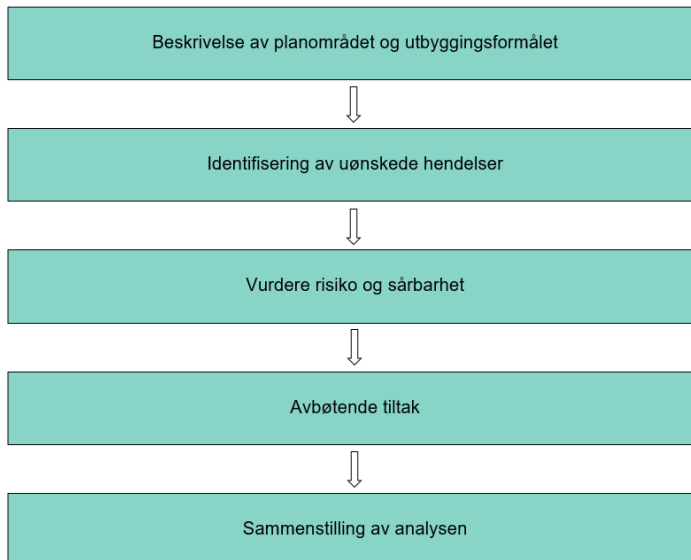 Beskrivelse av planområdet og utbyggingsformålet
Identifisering av uønskede hendelser
Vurdere risiko og sårbarhet
Avbøtende tiltak
Sammenstilling av analysen